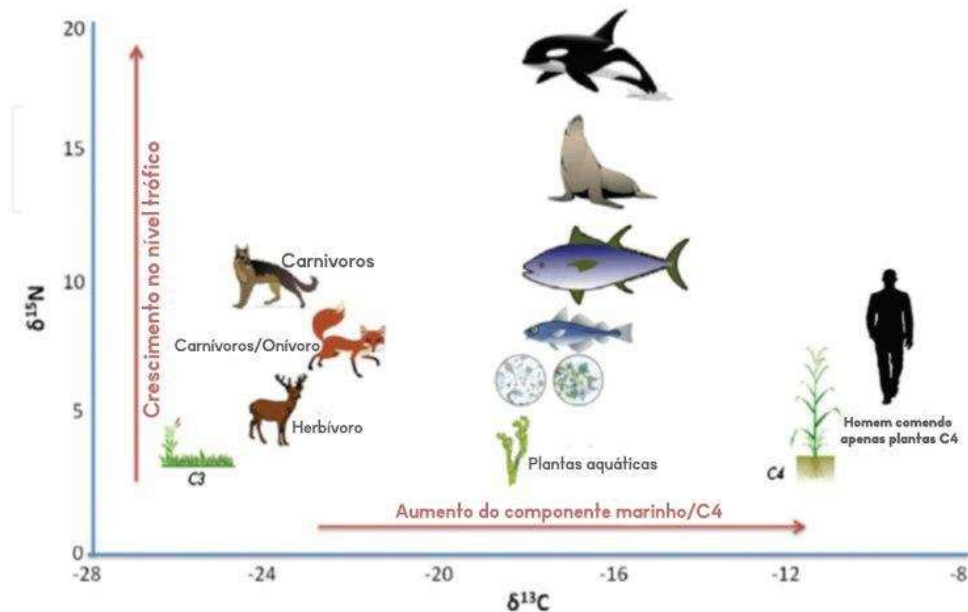 20
15
10
5
0
δ¹⁵N
Crescimento no nível trófico
Carnivoros
Carnívoros/Onívoro
Herbívoro
C3
Plantas aquáticas
C4
Homem comendo
apenas plantas C4
Aumento do componente marinho/C4
-28
-24
-20
-16
-12
-8
δ¹³C